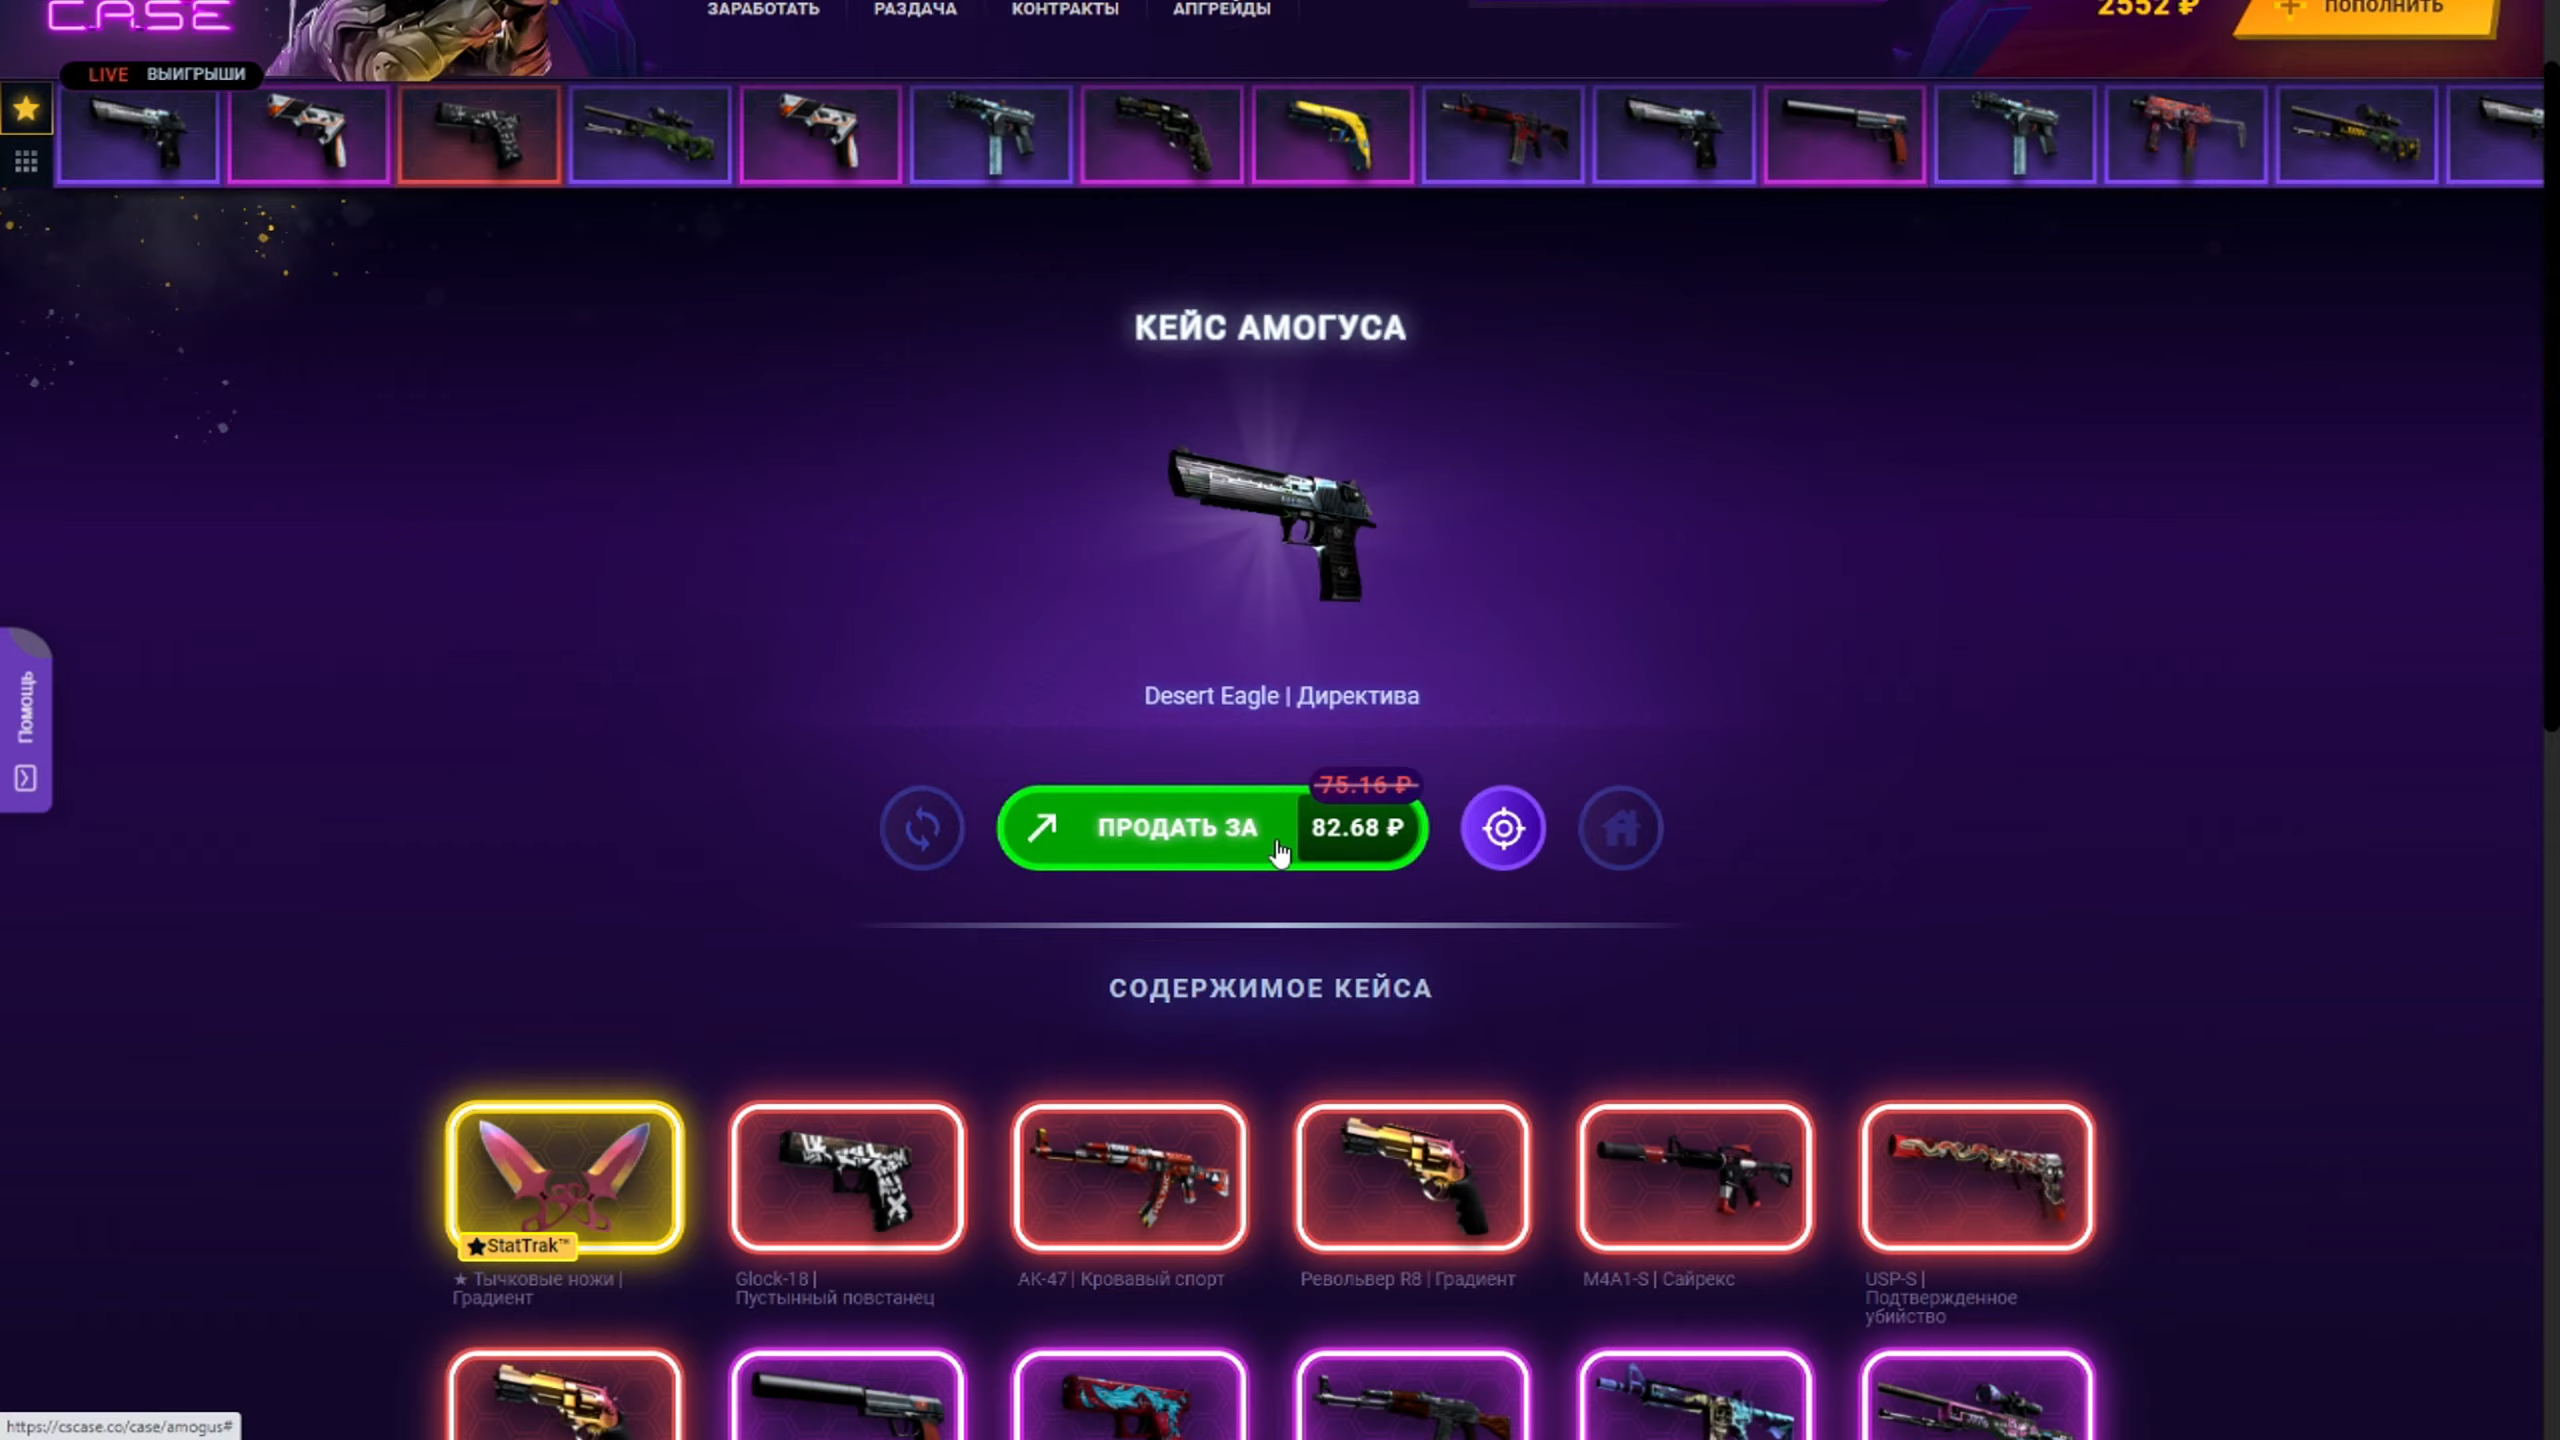 CASE
ЗАРАБОТАТЬ
РАЗДАЧА
КОНТРАКТЫ
АПГРЕЙДЫ
2552 ₽
ПОПОЛНИТЬ
LIVE ВЫИГРЫШИ
КЕЙС АМОГУСА
Помощь
Desert Eagle | Директива
75.16 ₽
ПРОДАТЬ ЗА
82.68 ₽
СОДЕРЖИМОЕ КЕЙСА
★StatTrak™
★ Тычковые ножи |
Градиент
Glock-18 |
Пустынный повстанец
AK-47 | Кровавый спорт
Револьвер R8 | Градиент
M4A1-S | Сайрекс
USP-S |
Подтвержденное
убийство
https://cscase.co/case/amogus#